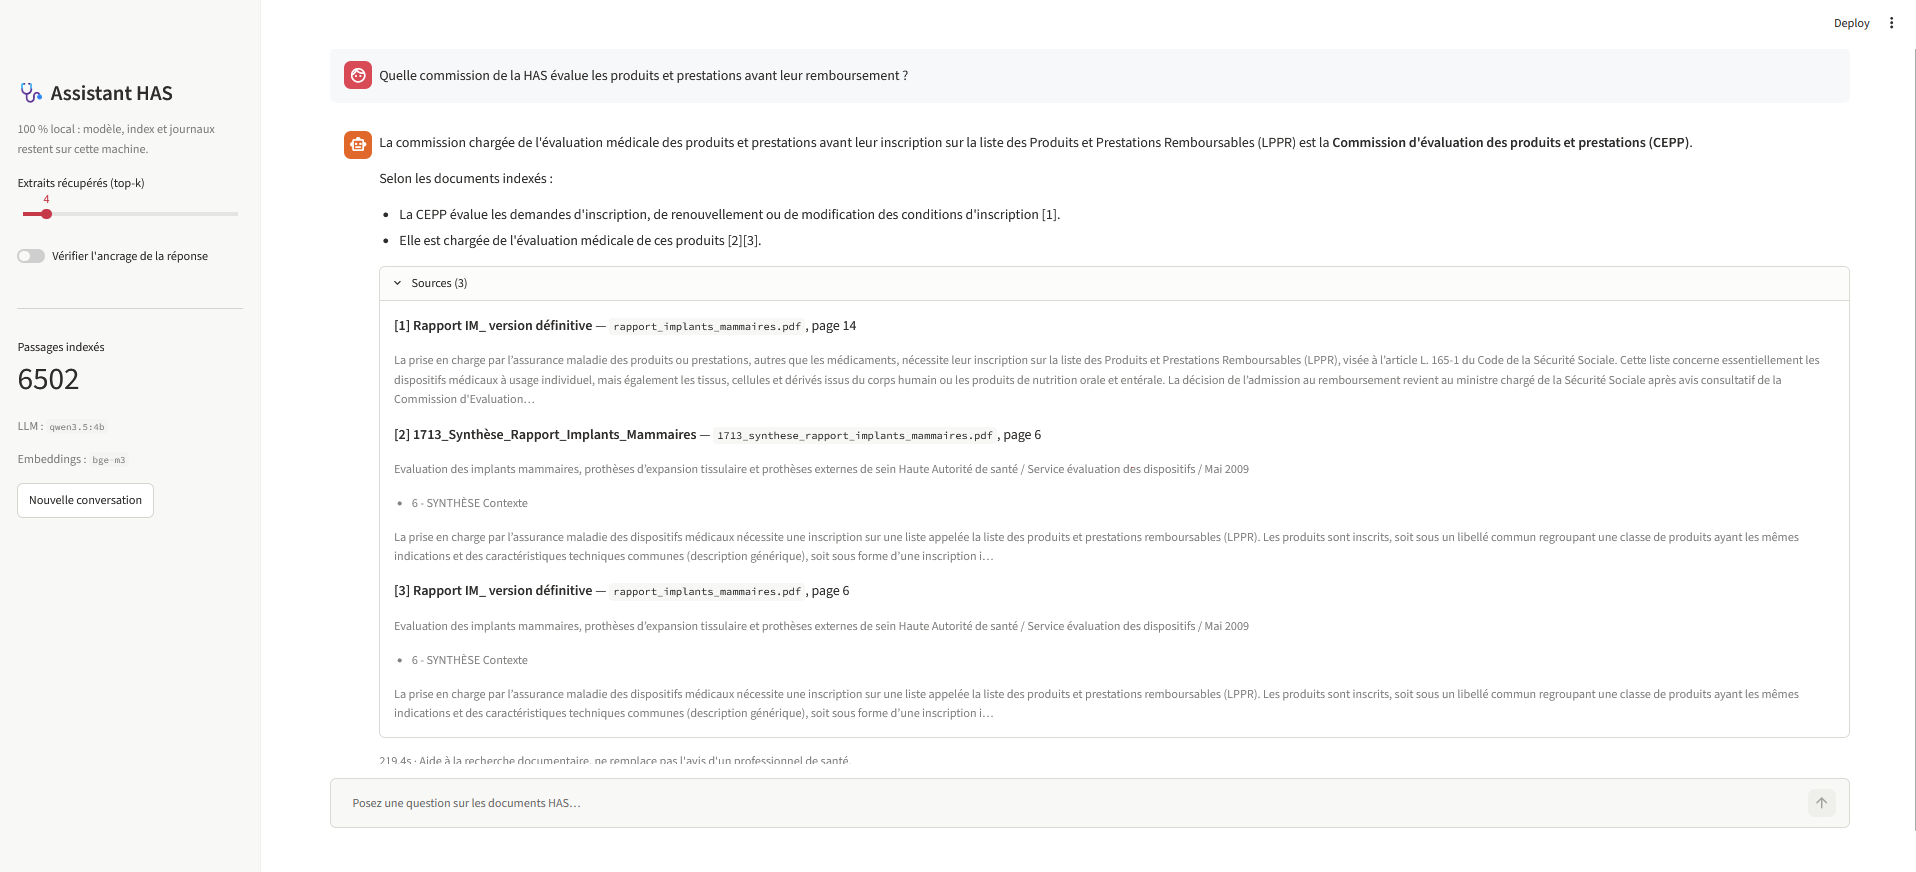 Deploy
Assistant HAS
100 % local : modèle, index et journaux
restent sur cette machine.
Extraits récupérés (top-k)
4
Vérifier l'ancrage de la réponse
Passages indexés
6502
LLM : qwen3.5:4b
Embeddings : bge-m3
Nouvelle conversation
Quelle commission de la HAS évalue les produits et prestations avant leur remboursement ?
La commission chargée de l'évaluation médicale des produits et prestations avant leur inscription sur la liste des Produits et Prestations Remboursables (LPPR) est la Commission d'évaluation des produits et prestations (CEPP).
Selon les documents indexés :
• La CEPP évalue les demandes d'inscription, de renouvellement ou de modification des conditions d'inscription [1].
• Elle est chargée de l'évaluation médicale de ces produits [2][3].
Sources (3)
[1] Rapport IM_ version définitive — rapport_implants_mammaires.pdf , page 14
La prise en charge par l’assurance maladie des produits ou prestations, autres que les médicaments, nécessite leur inscription sur la liste des Produits et Prestations Remboursables (LPPR), visée à l’article L. 165-1 du Code de la Sécurité Sociale. Cette liste concerne essentiellement les
dispositifs médicaux à usage individuel, mais également les tissus, cellules et dérivés issus du corps humain ou les produits de nutrition orale et entérale. La décision de l’admission au remboursement revient au ministre chargé de la Sécurité Sociale après avis consultatif de la
Commission d’Evaluation…
[2] 1713_Synthèse_Rapport_Implants_Mammaires — 1713_synthese_rapport_implants_mammaires.pdf , page 6
Evaluation des implants mammaires, prothèses d’expansion tissulaire et prothèses externes de sein Haute Autorité de santé / Service évaluation des dispositifs / Mai 2009
• 6 - SYNTHÈSE Contexte
La prise en charge par l’assurance maladie des dispositifs médicaux nécessite une inscription sur une liste appelée la liste des produits et prestations remboursables (LPPR). Les produits sont inscrits, soit sous un libellé commun regroupant une classe de produits ayant les mêmes
indications et des caractéristiques techniques communes (description générique), soit sous forme d’une inscription i…
[3] Rapport IM_ version définitive — rapport_implants_mammaires.pdf , page 6
Evaluation des implants mammaires, prothèses d’expansion tissulaire et prothèses externes de sein Haute Autorité de santé / Service évaluation des dispositifs / Mai 2009
• 6 - SYNTHÈSE Contexte
La prise en charge par l’assurance maladie des dispositifs médicaux nécessite une inscription sur une liste appelée la liste des produits et prestations remboursables (LPPR). Les produits sont inscrits, soit sous un libellé commun regroupant une classe de produits ayant les mêmes
indications et des caractéristiques techniques communes (description générique), soit sous forme d’une inscription i…
219.4s · Aide à la recherche documentaire, ne remplace pas l'avis d'un professionnel de santé.
Posez une question sur les documents HAS…